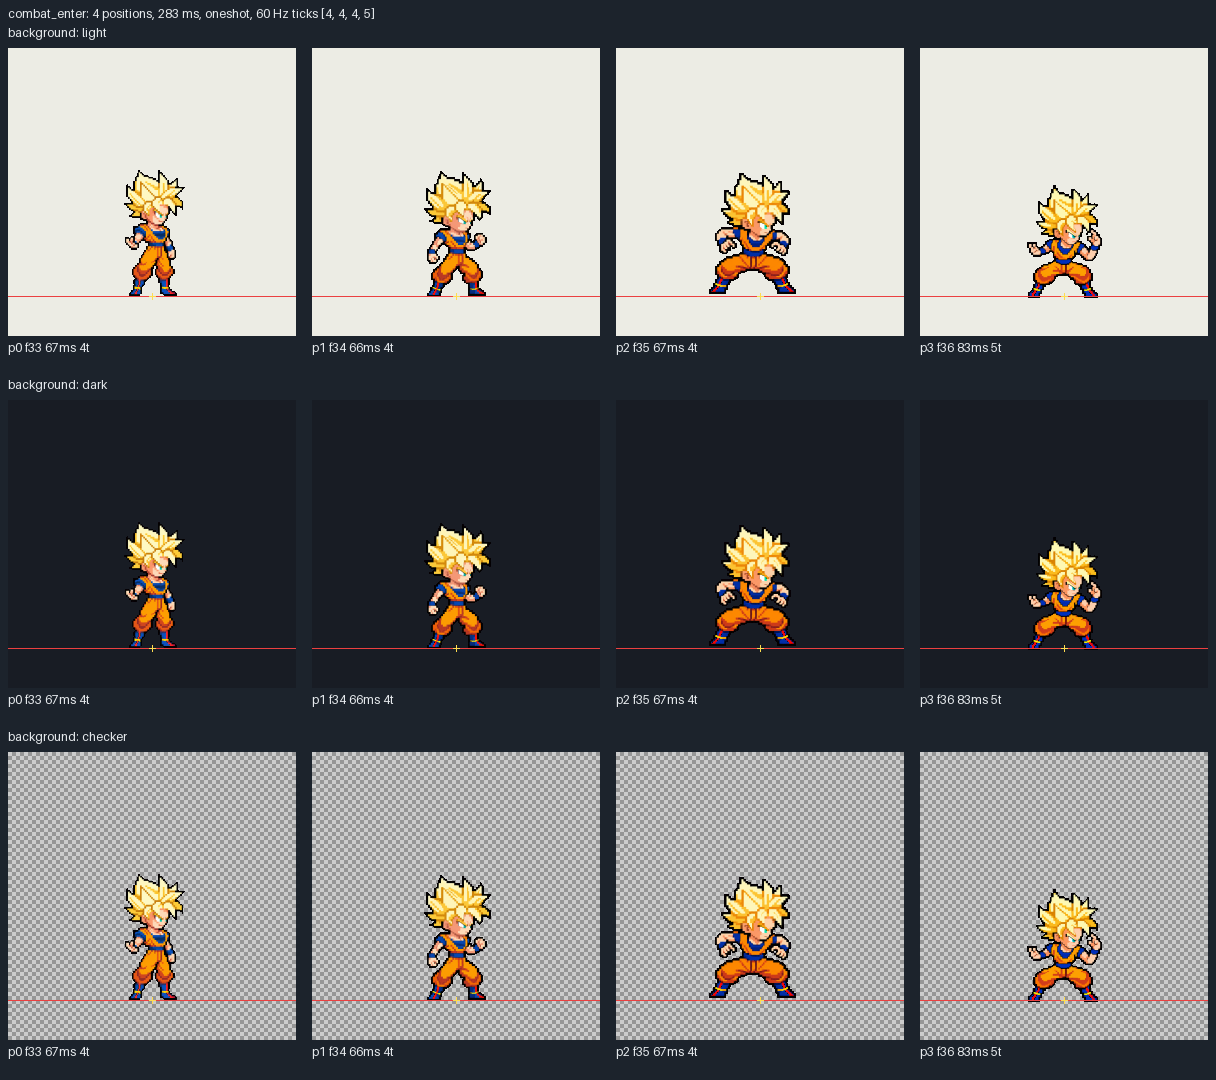 combat_enter: 4 positions, 283 ms, oneshot, 60 Hz ticks [4, 4, 4, 5]
background: light
p0 f33 67ms 4t
p1 f34 66ms 4t
p2 f35 67ms 4t
p3 f36 83ms 5t
background: dark
p0 f33 67ms 4t
p1 f34 66ms 4t
p2 f35 67ms 4t
p3 f36 83ms 5t
background: checker
p0 f33 67ms 4t
p1 f34 66ms 4t
p2 f35 67ms 4t
p3 f36 83ms 5t